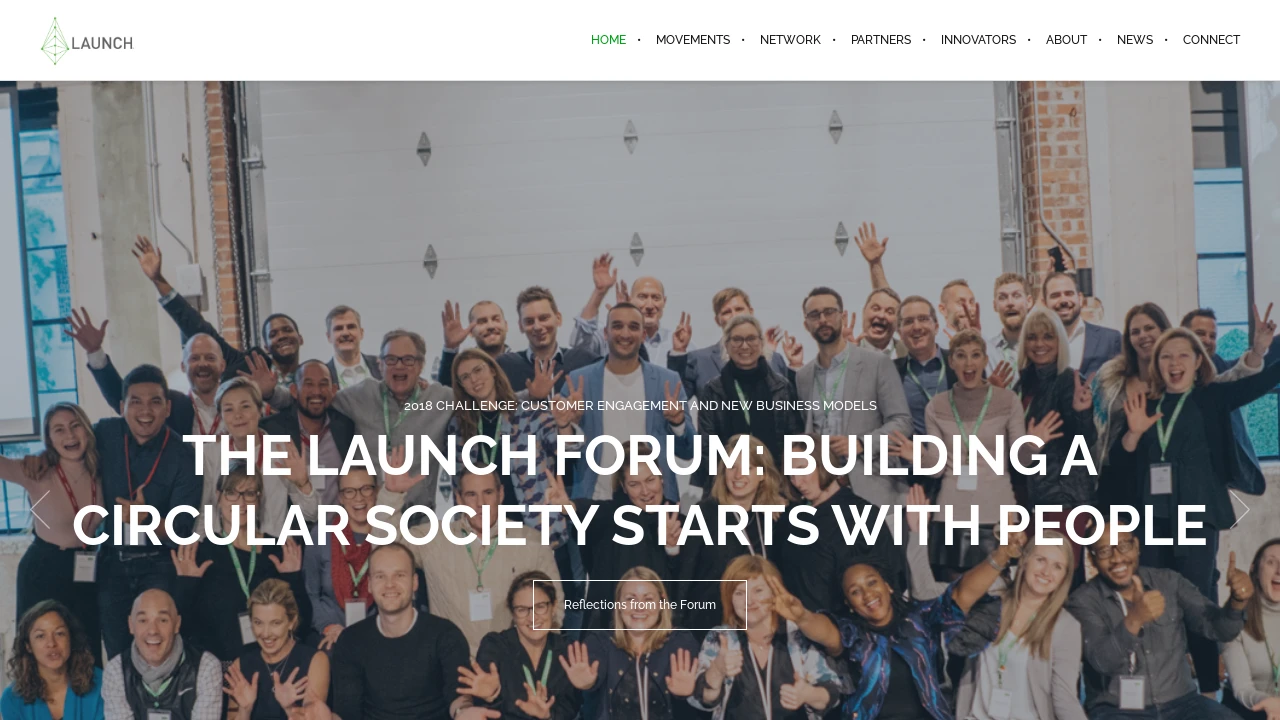 LAUNCH
HOME • MOVEMENTS • NETWORK • PARTNERS • INNOVATORS • ABOUT • NEWS • CONNECT
2018 CHALLENGE: CUSTOMER ENGAGEMENT AND NEW BUSINESS MODELS
THE LAUNCH FORUM: BUILDING A
CIRCULAR SOCIETY STARTS WITH PEOPLE
Reflections from the Forum